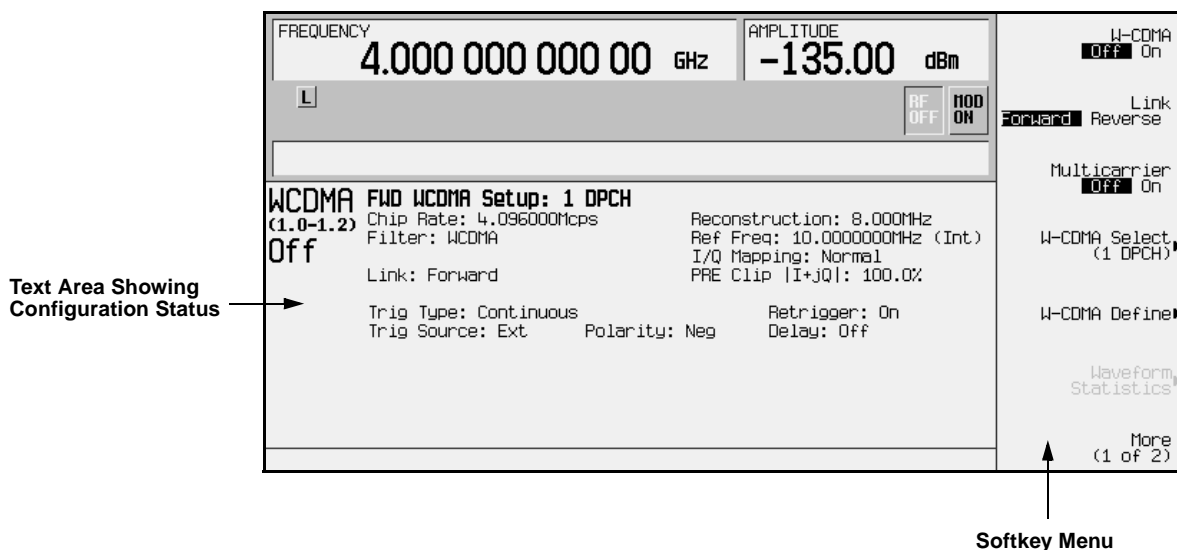 FREQUENCY
4.000 000 000 00 GHz
AMPLITUDE
-135.00 dBm
L
RF OFF
MOD ON
WCDMA
(1.0-1.2)
Off
FWD WCDMA Setup: 1 DPCH
Chip Rate: 4.096000Mcps
Reconstruction: 8.000MHz
Filter: WCDMA
Ref Freq: 10.0000000MHz (Int)
I/Q Mapping: Normal
Link: Forward
PRE Clip |I+jQ|: 100.0%
Trig Type: Continuous
Retrigger: On
Trig Source: Ext
Polarity: Neg
Delay: Off
W-CDMA
Off On
Link
Forward Reverse
Multicarrier
Off On
W-CDMA Select
(1 DPCH)
W-CDMA Define
Waveform
Statistics
More
(1 of 2)
Text Area Showing
Configuration Status
Softkey Menu